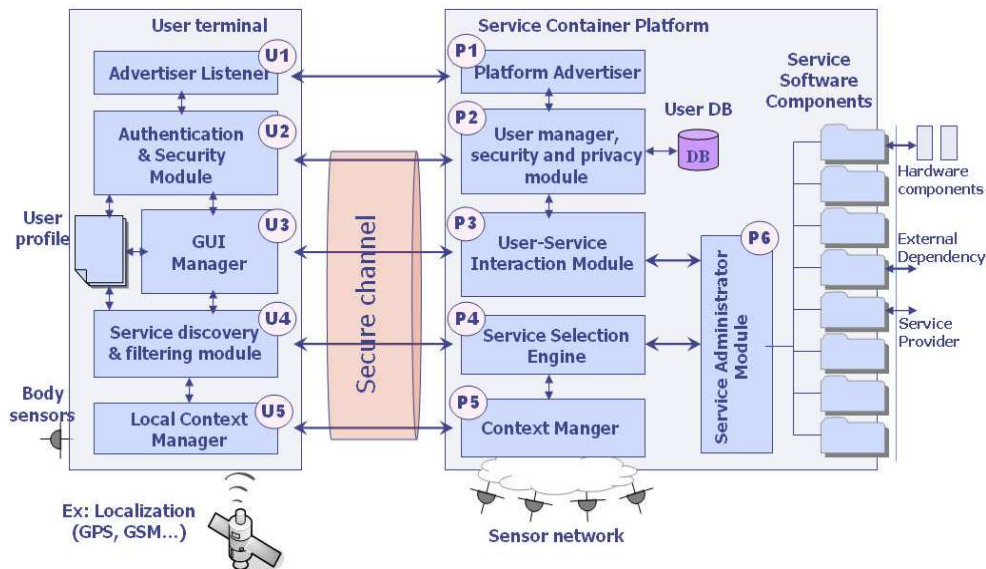 User terminal
Service Container Platform
U1
Advertiser Listener
P1
Platform Advertiser
Service
Software
Components
U2
Authentication
& Security
Module
P2
User manager,
security and privacy
module
User DB
DB
Hardware
components
User
profile
U3
GUI
Manager
Secure channel
P3
User-Service
Interaction Module
P6
Service Administrator
Module
External
Dependency
U4
Service discovery
& filtering module
P4
Service Selection
Engine
Service
Provider
Body
sensors
U5
Local Context
Manager
P5
Context Manger
Ex: Localization
(GPS, GSM...)
Sensor network